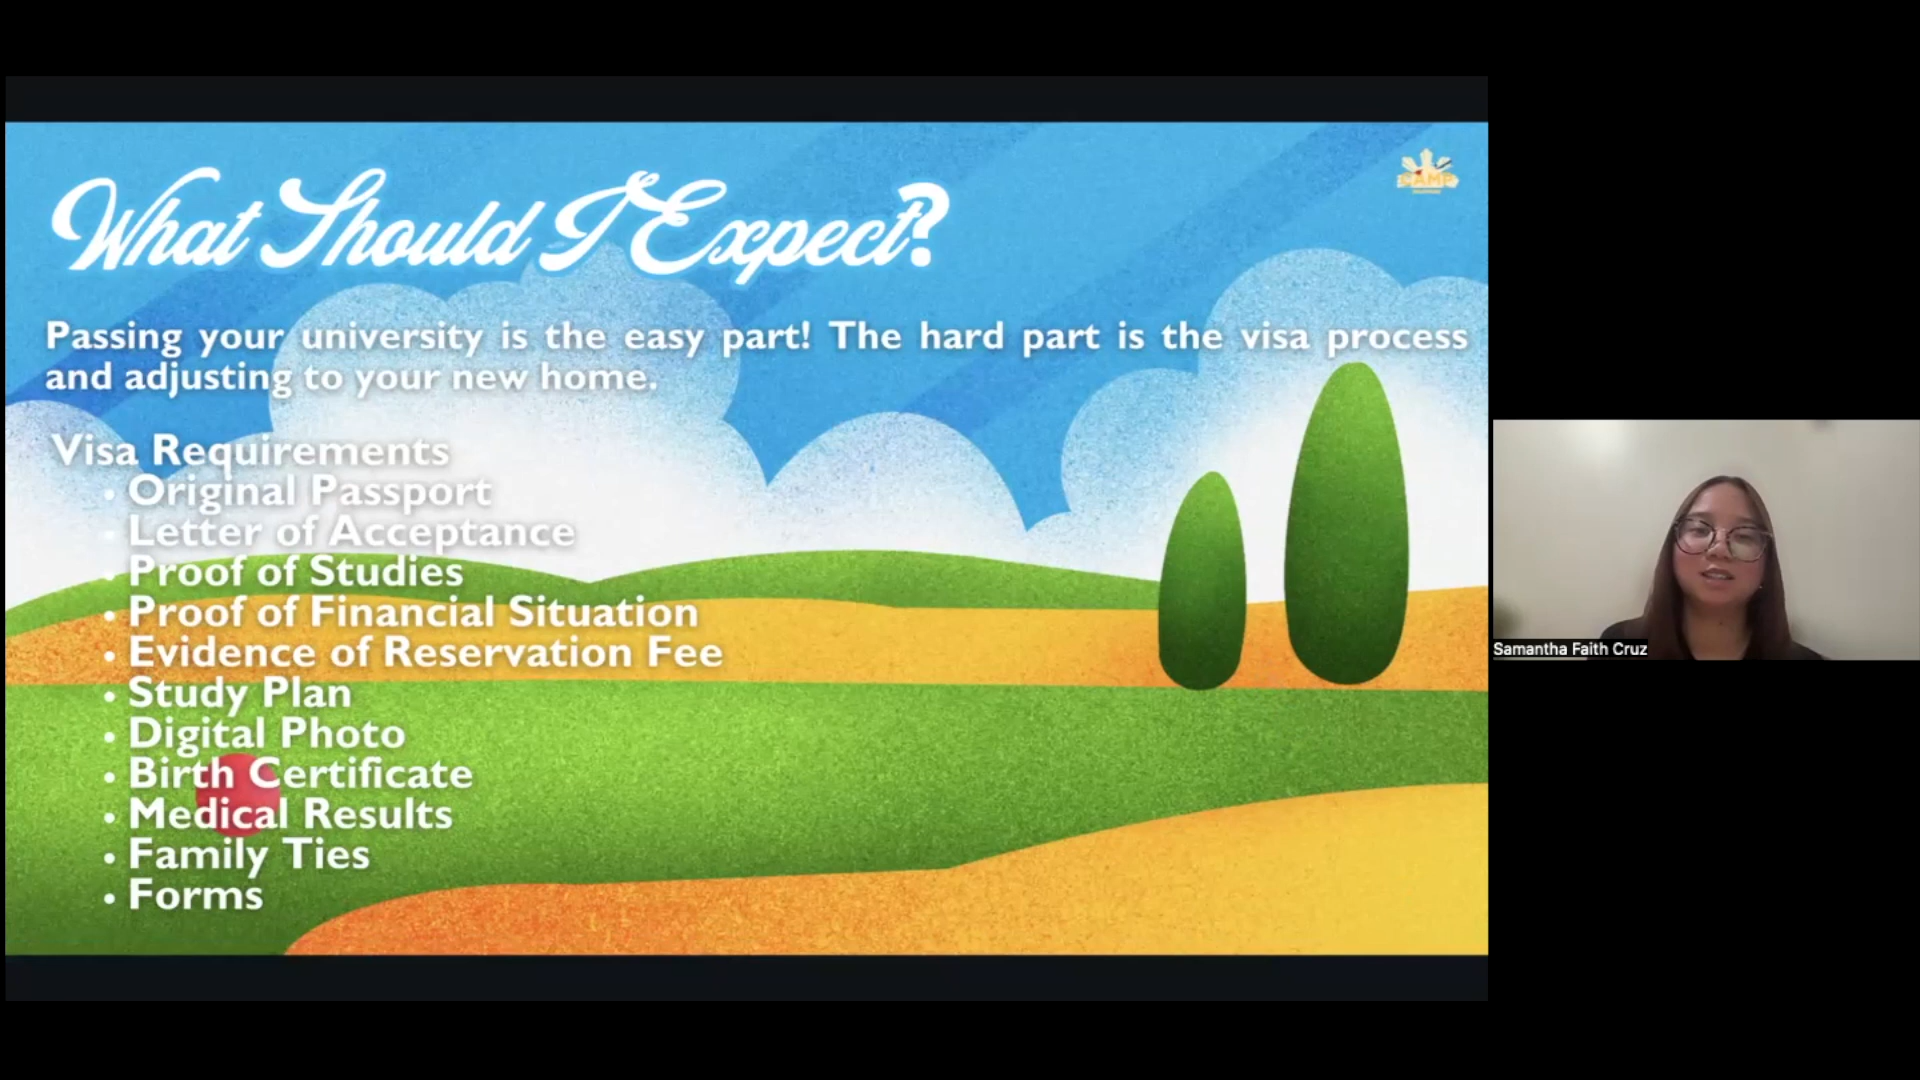 What Should I Expect?
CAMP
Passing your university is the easy part! The hard part is the visa process
and adjusting to your new home.
Visa Requirements
• Original Passport
• Letter of Acceptance
• Proof of Studies
• Proof of Financial Situation
• Evidence of Reservation Fee
• Study Plan
• Digital Photo
• Birth Certificate
• Medical Results
• Family Ties
• Forms
Samantha Faith Cruz